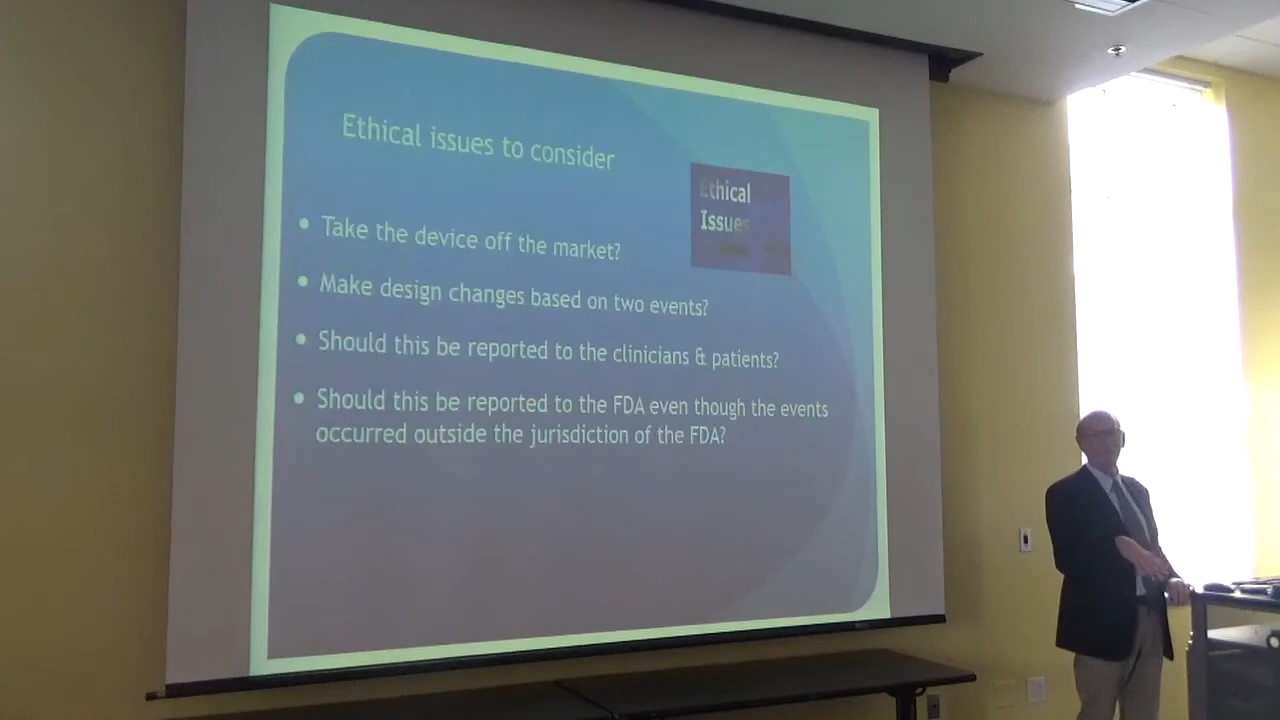 Ethical issues to consider
Ethical
Issues
• Take the device off the market?
• Make design changes based on two events?
• Should this be reported to the clinicians & patients?
• Should this be reported to the FDA even though the events
occurred outside the jurisdiction of the FDA?